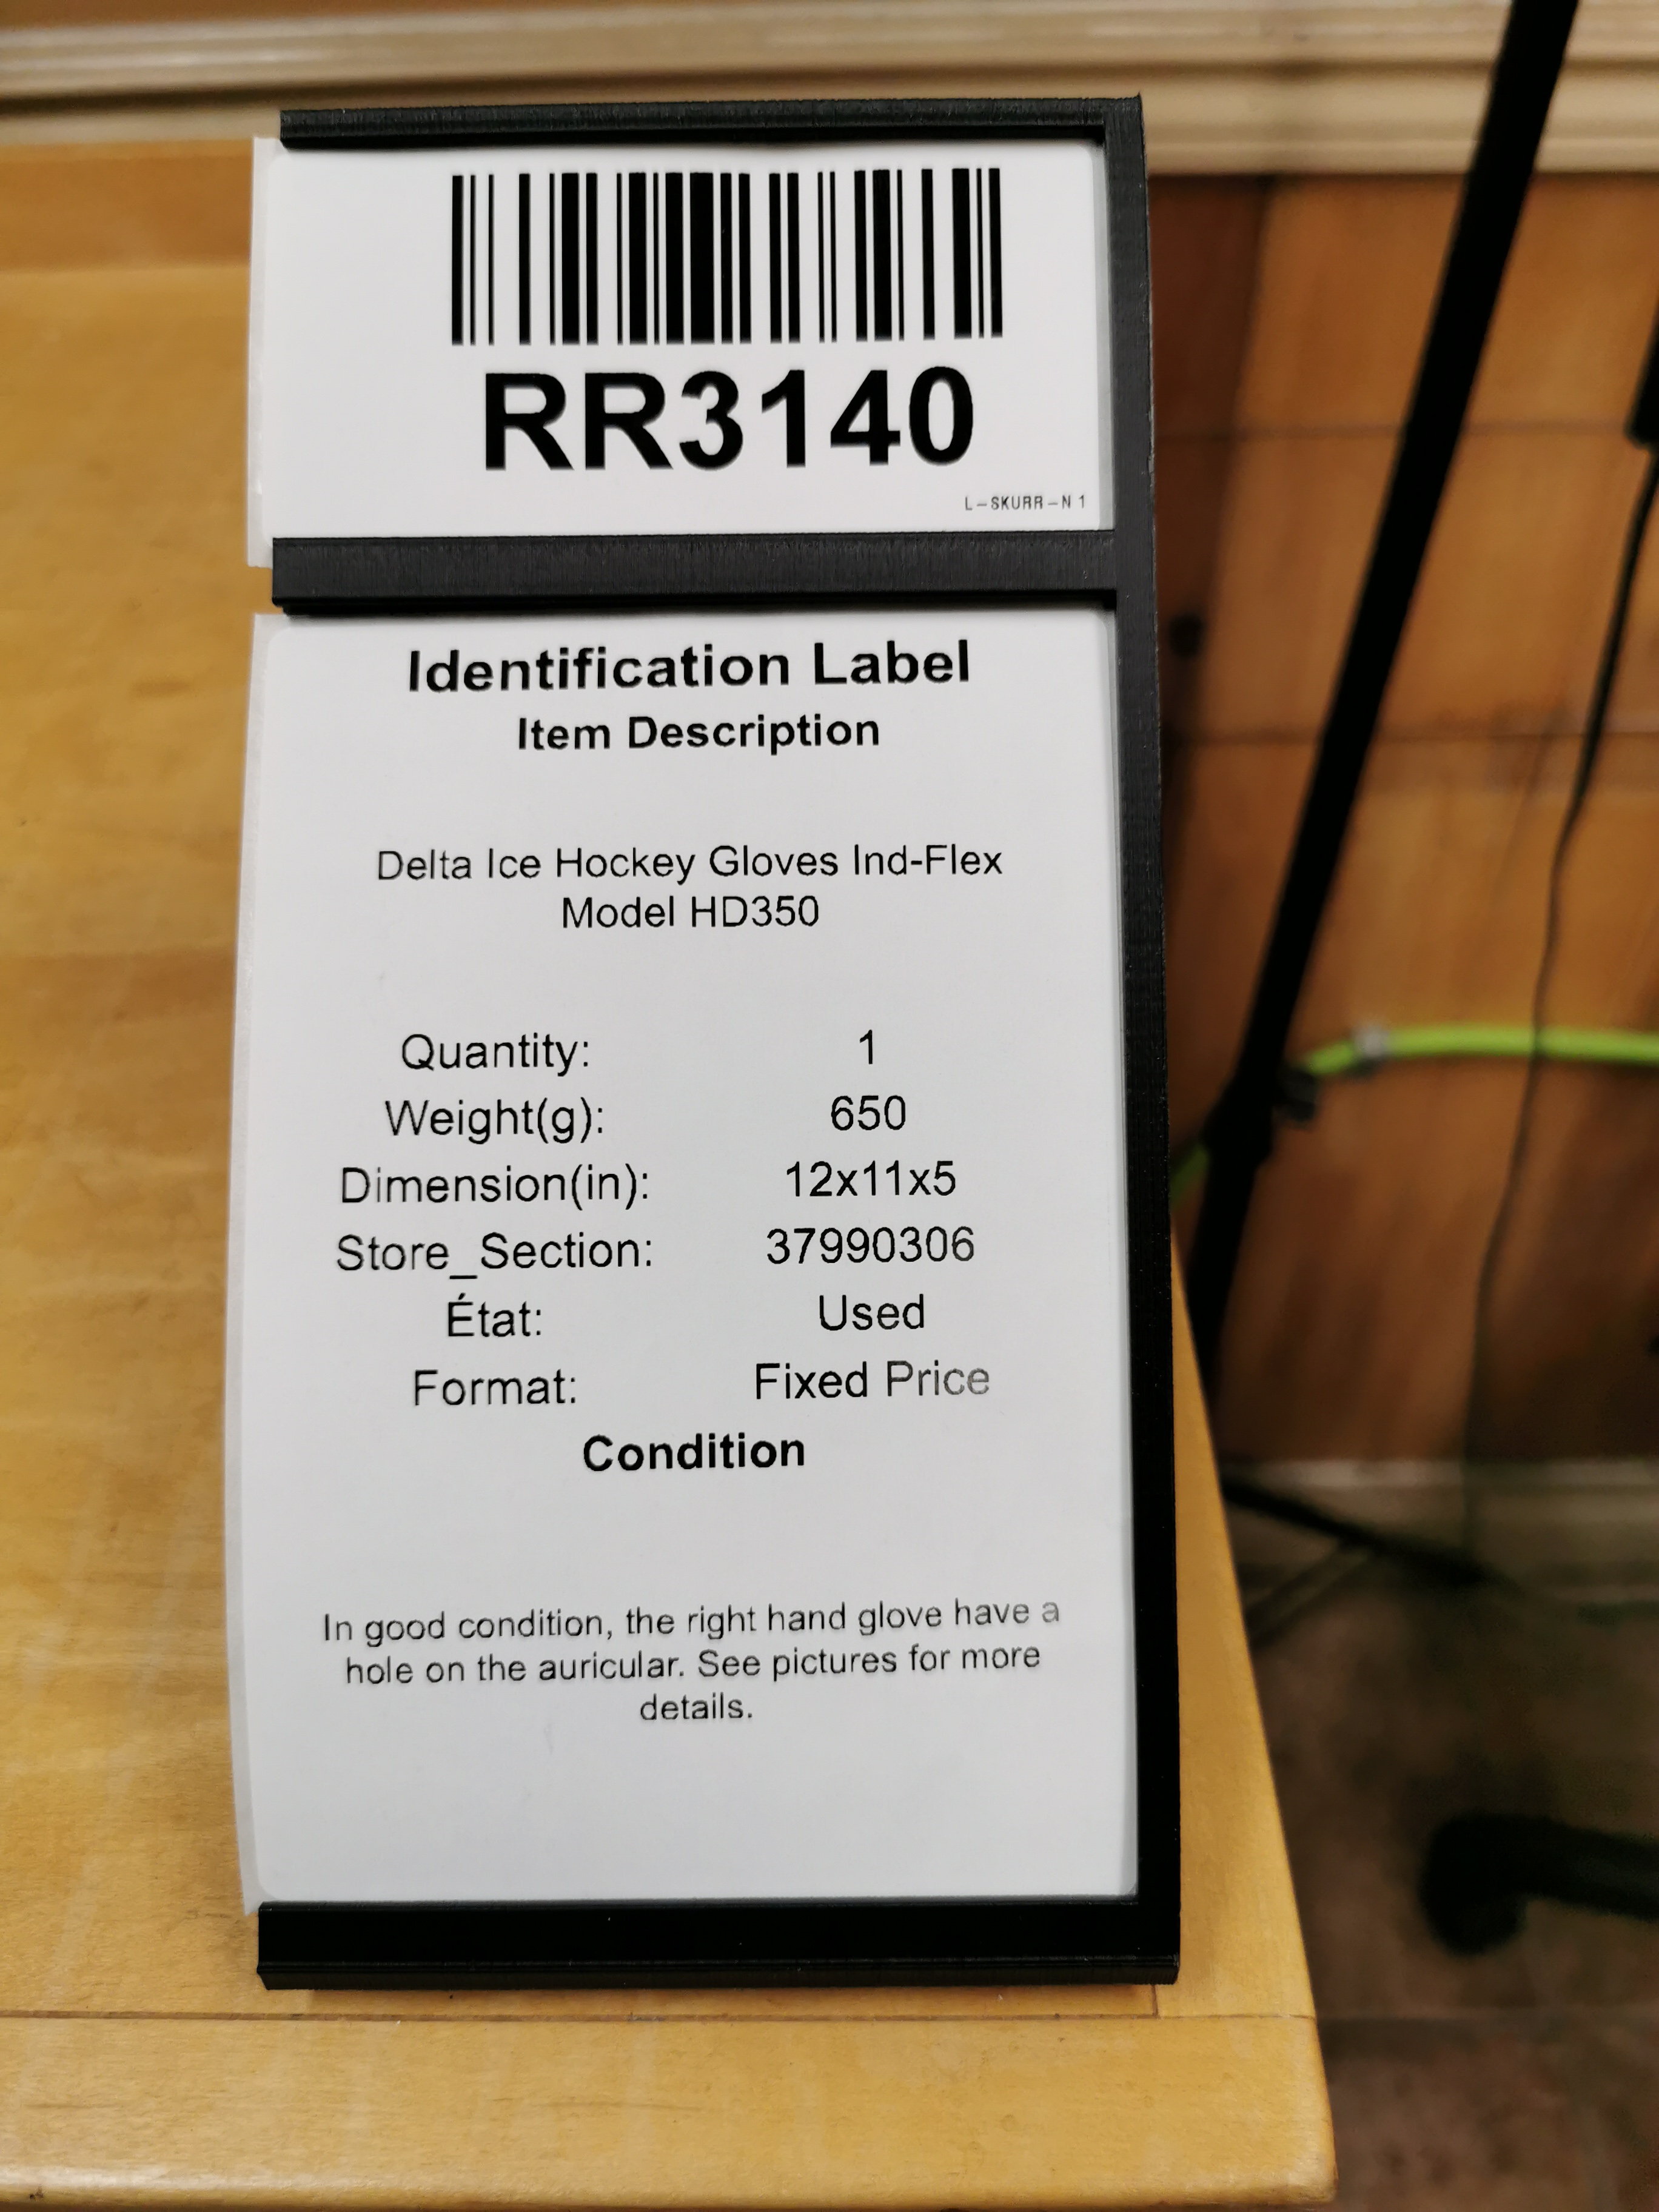 RR3140
L-SKURR-N 1
Identification Label
Item Description
Delta Ice Hockey Gloves Ind-Flex
Model HD350
Quantity: 1
Weight(g): 650
Dimension(in): 12x11x5
Store_Section: 37990306
État: Used
Format: Fixed Price
Condition
In good condition, the right hand glove have a
hole on the auricular. See pictures for more
details.